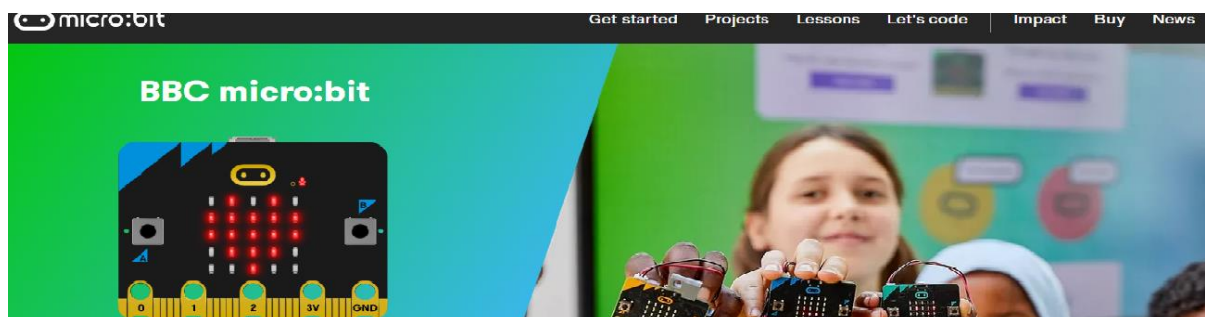 micro:bit Get started Projects Lessons Let's code Impact Buy News
BBC micro:bit
B
A
0 1 2 3V GND